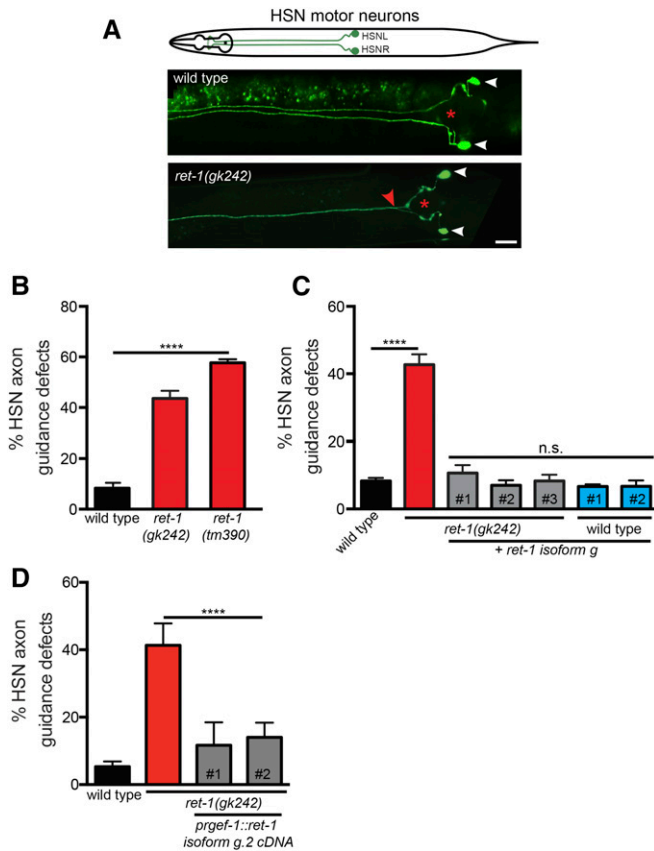 A
HSN motor neurons
HSNL
HSNR
wild type
*
ret-1(gk242)
*
B
% HSN axon
guidance defects
80
60
40
20
0
****
wild type
ret-1
(gk242)
ret-1
(tm390)
C
% HSN axon
guidance defects
60
40
20
0
****
n.s.
#1
#2
#3
#1
#2
wild type
ret-1(gk242)
wild type
+ ret-1 isoform g
D
% HSN axon
guidance defects
60
40
20
0
****
#1
#2
wild type
ret-1(gk242)
prgef-1::ret-1
isoform g.2 cDNA